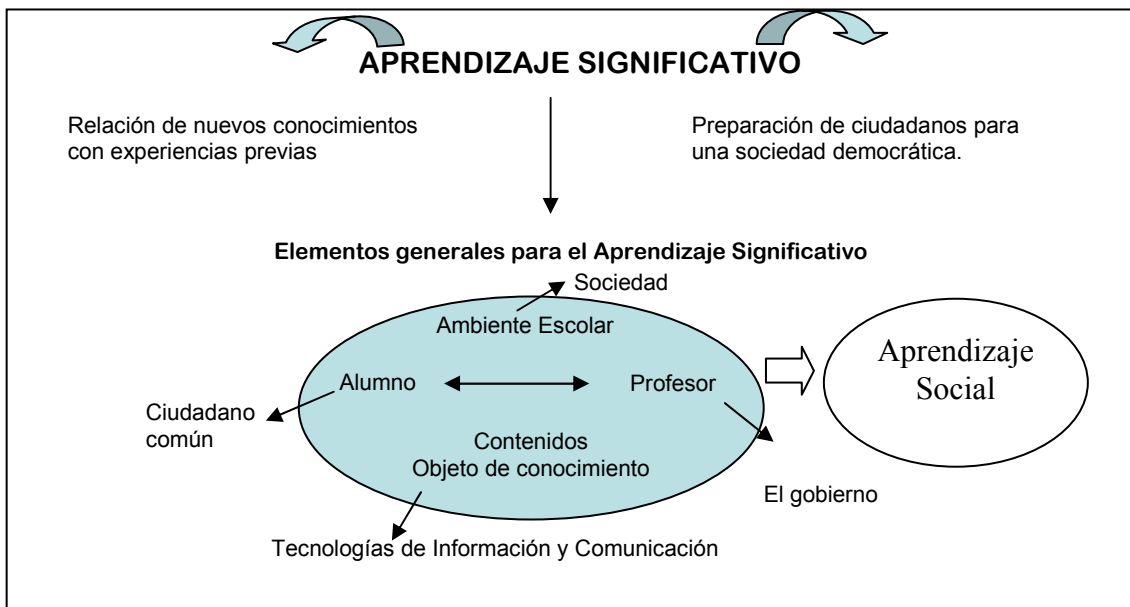 APRENDIZAJE SIGNIFICATIVO
Relación de nuevos conocimientos
con experiencias previas
Preparación de ciudadanos para
una sociedad democrática.
Elementos generales para el Aprendizaje Significativo
Sociedad
Ambiente Escolar
Alumno
Profesor
Aprendizaje
Social
Ciudadano
común
Contenidos
Objeto de conocimiento
El gobierno
Tecnologías de Información y Comunicación